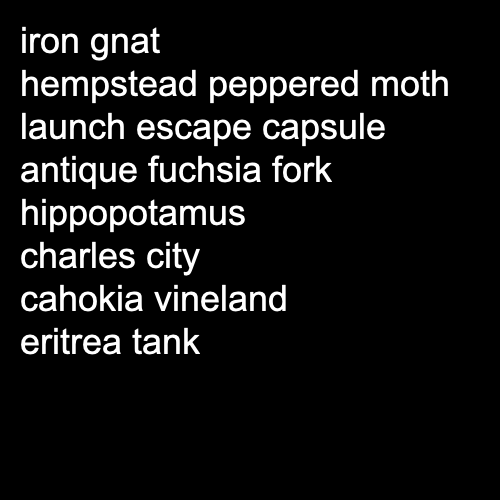 iron gnat
hempstead peppered moth
launch escape capsule
antique fuchsia fork
hippopotamus
charles city
cahokia vineland
eritrea tank